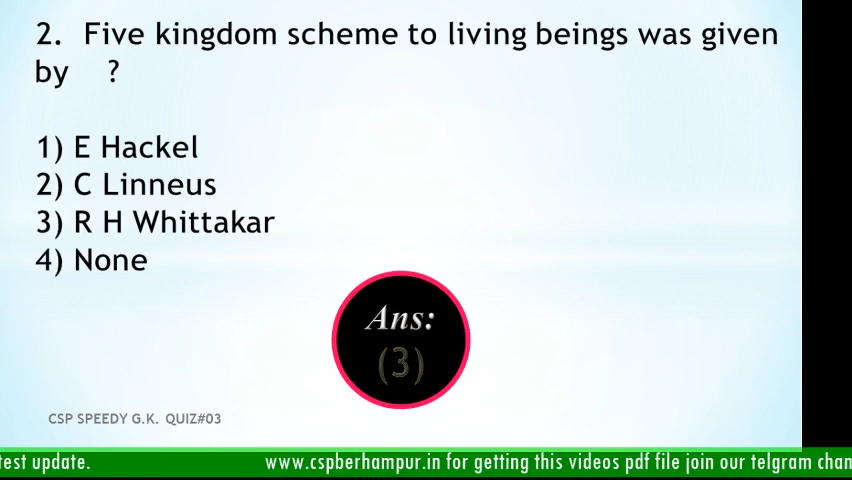 2. Five kingdom scheme to living beings was given
by ?
1) E Hackel
2) C Linneus
3) R H Whittakar
4) None
Ans:
(3)
CSP SPEEDY G.K. QUIZ#03
test update. www.cspberhampur.in for getting this videos pdf file join our telgram chan